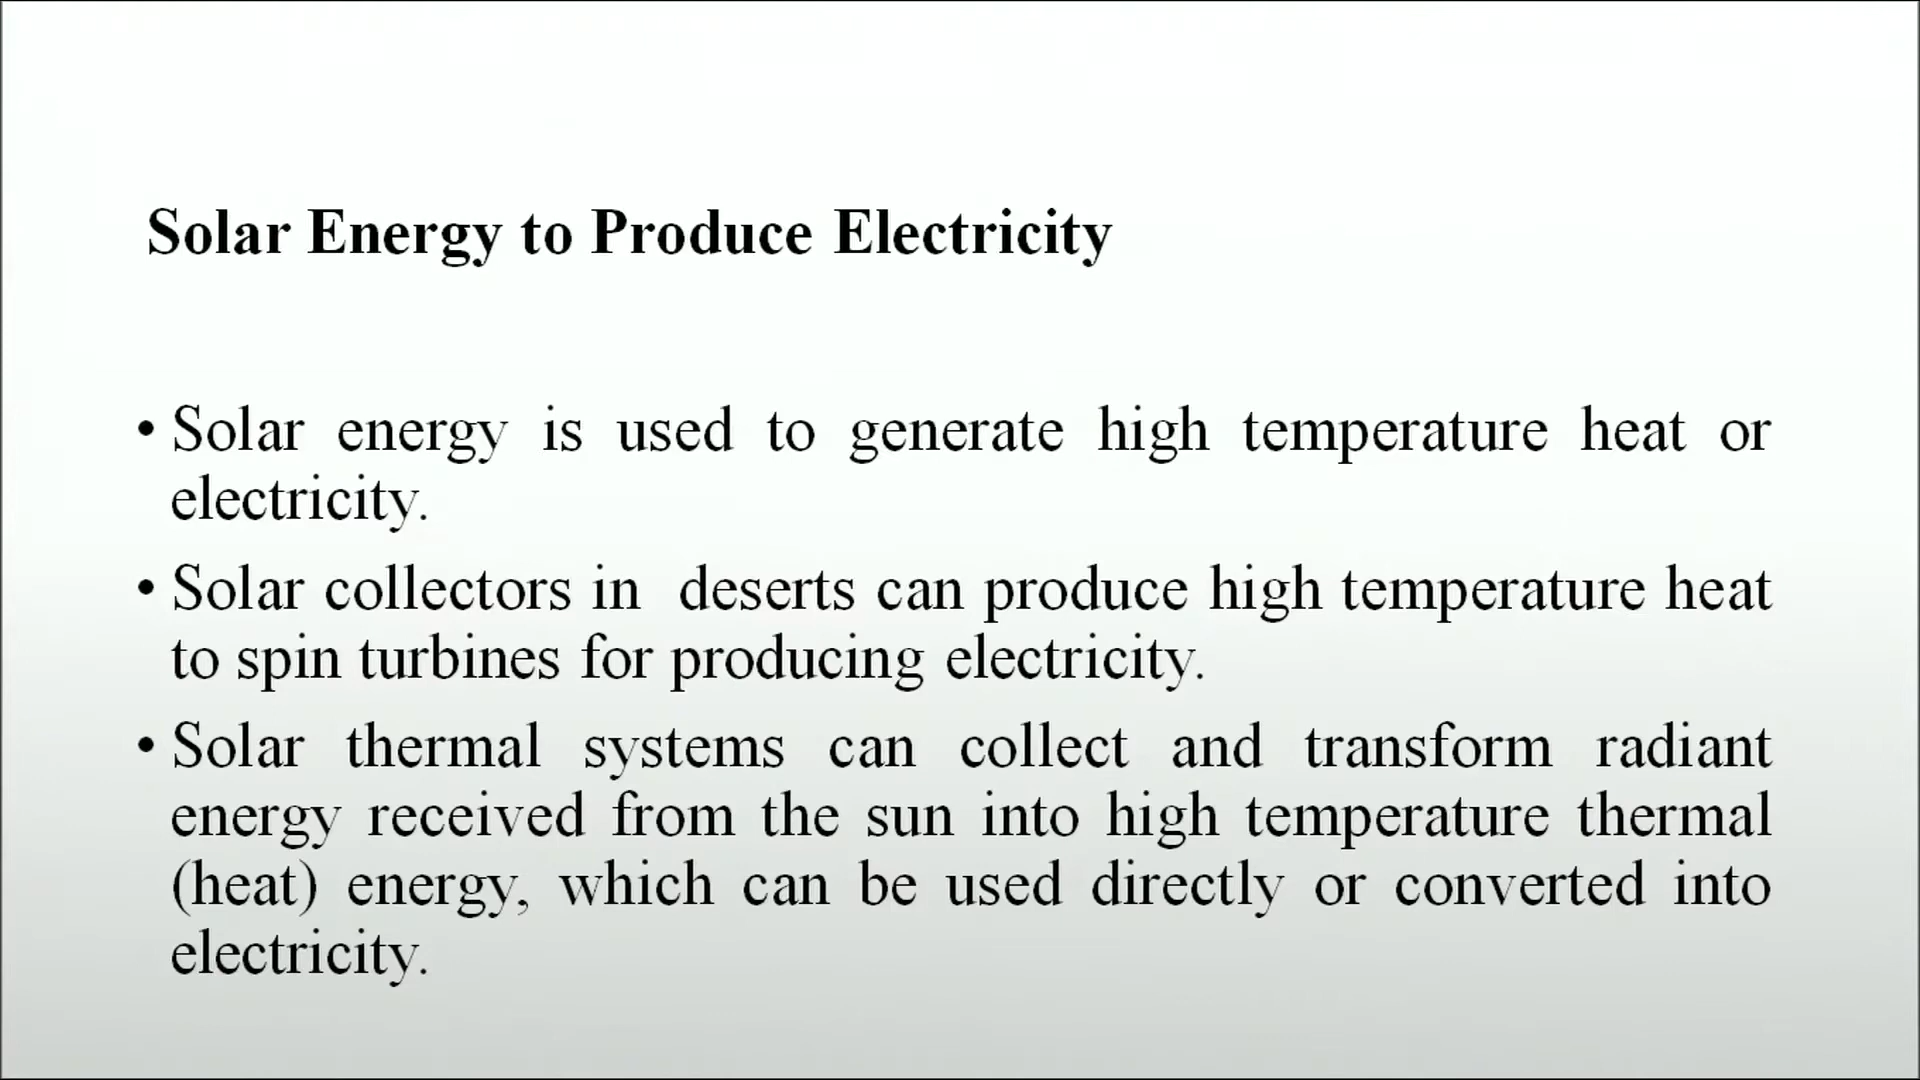 Solar Energy to Produce Electricity
• Solar energy is used to generate high temperature heat or
electricity.
• Solar collectors in deserts can produce high temperature heat
to spin turbines for producing electricity.
• Solar thermal systems can collect and transform radiant
energy received from the sun into high temperature thermal
(heat) energy, which can be used directly or converted into
electricity.